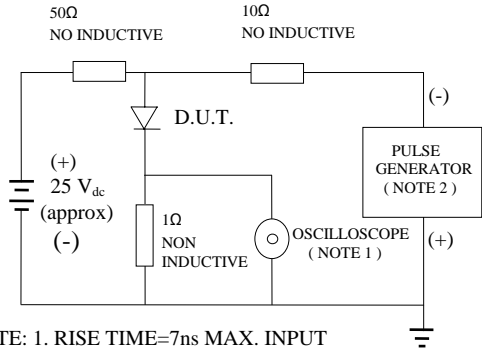 50Ω
NO INDUCTIVE
10Ω
NO INDUCTIVE
(-)
D.U.T.
PULSE
GENERATOR
( NOTE 2 )
(+)
25 Vdc
(approx)
(-)
1Ω
NON
INDUCTIVE
OSCILLOSCOPE
( NOTE 1 )
(+)
TE: 1. RISE TIME=7ns MAX. INPUT